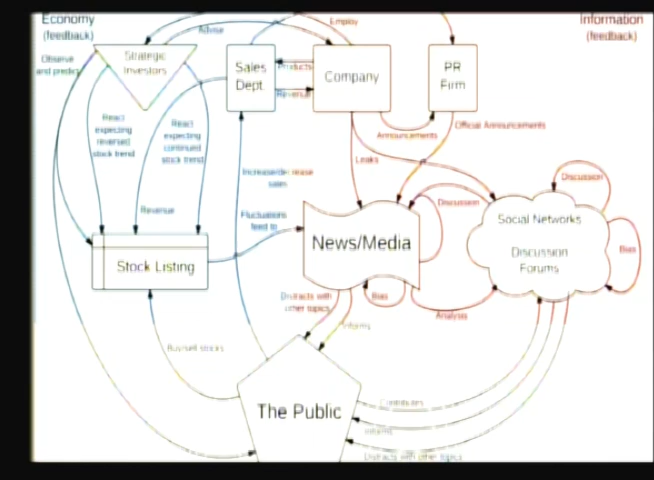 Economy
(feedback)
Employ
Information
(feedback)
Advise
Observe
and predict
Strategic
Investors
Sales
Dept
Products
Revenue
Company
PR
Firm
React
expecting
reversed
stock trend
React
expecting
continued
stock trend
Announcements
Official Announcements
Leaks
Increase/decrease
sales
Discussion
Discussion
Revenue
Fluctuations
feed to
News/Media
Social Networks
Discussion
Forums
Bias
Stock Listing
Distracts with
other topics
Bias
Analysis
Informs
Buy/sell stocks
The Public
Contributes
Informs
Distracts with other topics